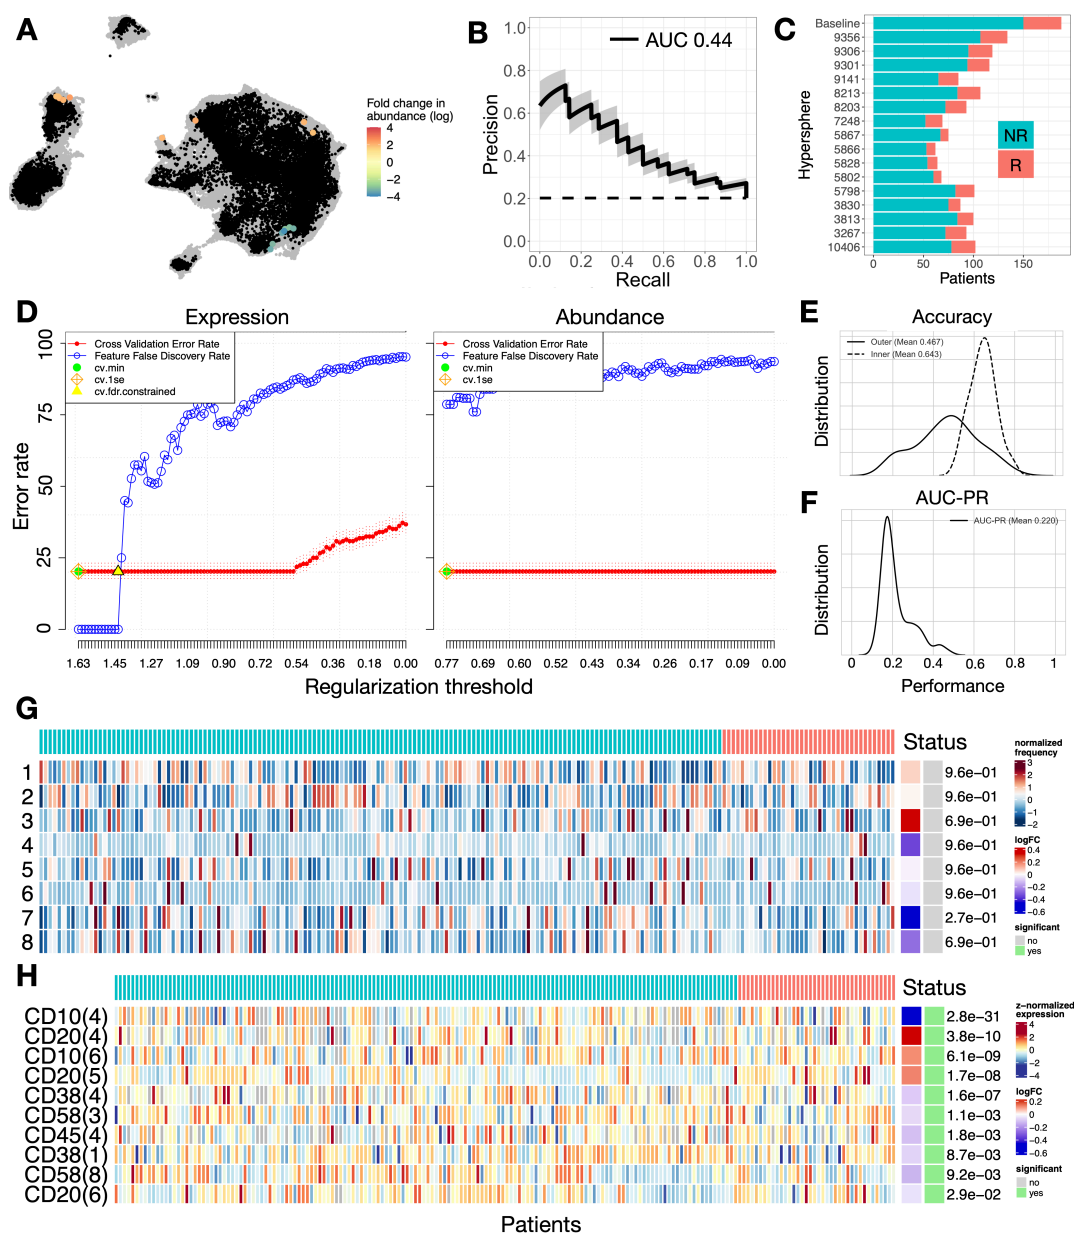 A
Fold change in
abundance (log)
4
2
0
−2
−4
B
AUC 0.44
Precision
1.0
0.8
0.6
0.4
0.2
0.0
0.0 0.2 0.4 0.6 0.8 1.0
Recall
C
Hypersphere
Baseline
9356
9306
9301
9141
8213
8203
7248
5867
5866
5828
5802
5798
3830
3813
3267
10406
NR
R
0 50 100 150
Patients
D
Expression
Cross Validation Error Rate
Feature False Discovery Rate
cv.min
cv.1se
cv.fdr.constrained
Error rate
100
75
50
25
0
1.63 1.45 1.27 1.09 0.90 0.72 0.54 0.36 0.18 0.00
Abundance
Cross Validation Error Rate
Feature False Discovery Rate
cv.min
cv.1se
0.77 0.69 0.60 0.52 0.43 0.34 0.26 0.17 0.09 0.00
Regularization threshold
E
Accuracy
Outer (Mean 0.467)
Inner (Mean 0.643)
Distribution
F
AUC-PR
AUC-PR (Mean 0.220)
Distribution
0 0.2 0.4 0.6 0.8 1
Performance
G
Status
1 9.6e−01
2 9.6e−01
3 6.9e−01
4 9.6e−01
5 9.6e−01
6 9.6e−01
7 2.7e−01
8 6.9e−01
normalized
frequency
3
2
1
0
−1
−2
logFC
0.4
0.2
0
−0.2
−0.4
−0.6
significant
no
yes
H
Status
CD10(4) 2.8e−31
CD20(4) 3.8e−10
CD10(6) 6.1e−09
CD20(5) 1.7e−08
CD38(4) 1.6e−07
CD58(3) 1.1e−03
CD45(4) 1.8e−03
CD38(1) 8.7e−03
CD58(8) 9.2e−03
CD20(6) 2.9e−02
z−normalized
expression
4
2
0
−2
−4
logFC
0.2
0
−0.2
−0.4
−0.6
significant
no
yes
Patients